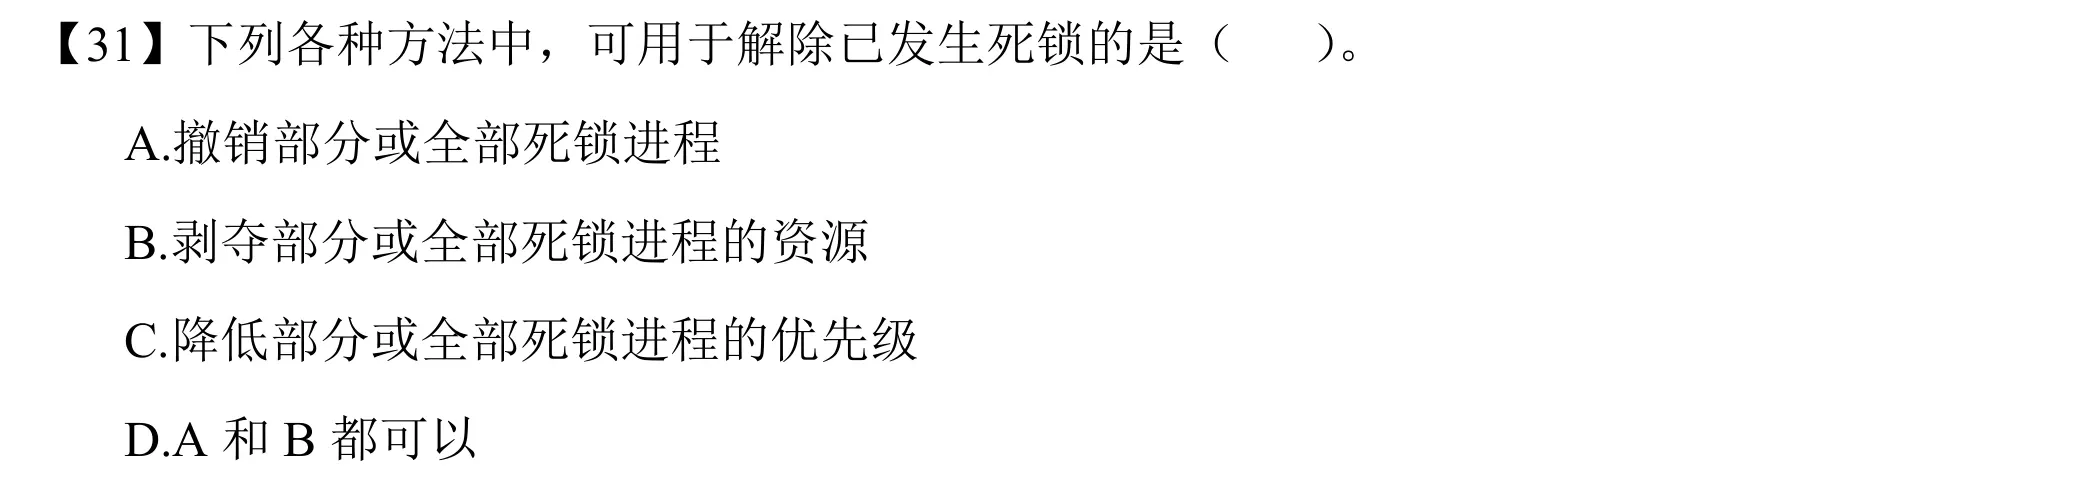 【31】下列各种方法中，可用于解除已发生死锁的是（　　）。
A.撤销部分或全部死锁进程
B.剥夺部分或全部死锁进程的资源
C.降低部分或全部死锁进程的优先级
D.A 和 B 都可以